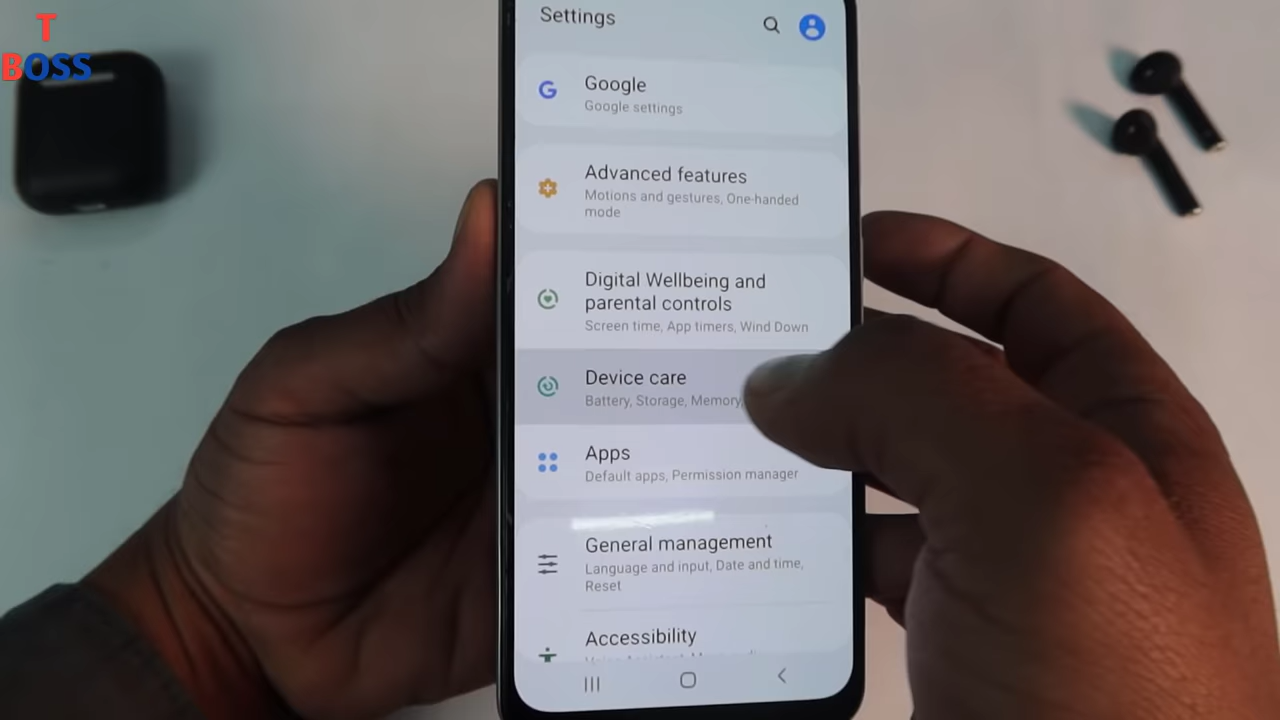 T
BOSS
Settings
Google
Google settings
Advanced features
Motions and gestures, One-handed
mode
Digital Wellbeing and
parental controls
Screen time, App timers, Wind Down
Device care
Battery, Storage, Memory,
Apps
Default apps, Permission manager
General management
Language and input, Date and time,
Reset
Accessibility